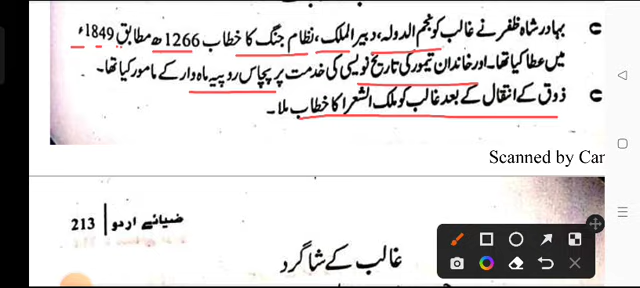 بہادر شاہ ظفر نے غالب کو نجم الدولہ، دبیر الملک، نظام جنگ کا خطاب 1266ھ مطابق 1849ء
میں عطا کیا تھا۔ اور خاندان تیمور کی تاریخ نویسی کی خدمت پر پچاس روپیہ ماہ وار کے مامور کیا تھا۔
ذوق کے انتقال کے بعد غالب کو ملک الشعرا کا خطاب ملا۔
Scanned by Car
ضیائے اردو | 213
غالب کے شاگرد